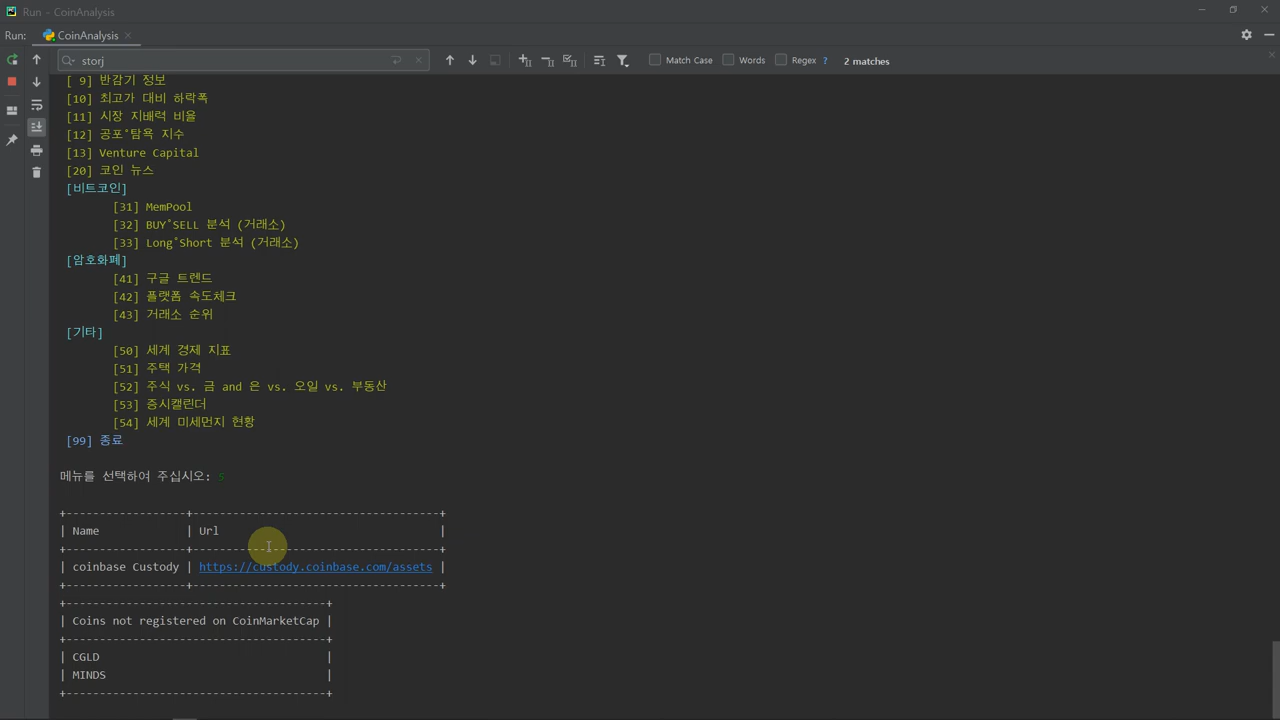 Run - CoinAnalysis
Run: CoinAnalysis
storj Match Case Words Regex ? 2 matches
[ 9] 반감기 정보
[10] 최고가 대비 하락폭
[11] 시장 지배력 비율
[12] 공포˚탐욕 지수
[13] Venture Capital
[20] 코인 뉴스
[비트코인]
[31] MemPool
[32] BUY˚SELL 분석 (거래소)
[33] Long˚Short 분석 (거래소)
[암호화폐]
[41] 구글 트렌드
[42] 플랫폼 속도체크
[43] 거래소 순위
[기타]
[50] 세계 경제 지표
[51] 주택 가격
[52] 주식 vs. 금 and 은 vs. 오일 vs. 부동산
[53] 증시캘린더
[54] 세계 미세먼지 현황
[99] 종료
메뉴를 선택하여 주십시오: 5
+-----------------+-------------------------------------+
| Name | Url |
+-----------------+-------------------------------------+
| coinbase Custody | https://custody.coinbase.com/assets |
+-----------------+-------------------------------------+
+---------------------------------------+
| Coins not registered on CoinMarketCap |
+---------------------------------------+
| CGLD |
| MINDS |
+---------------------------------------+